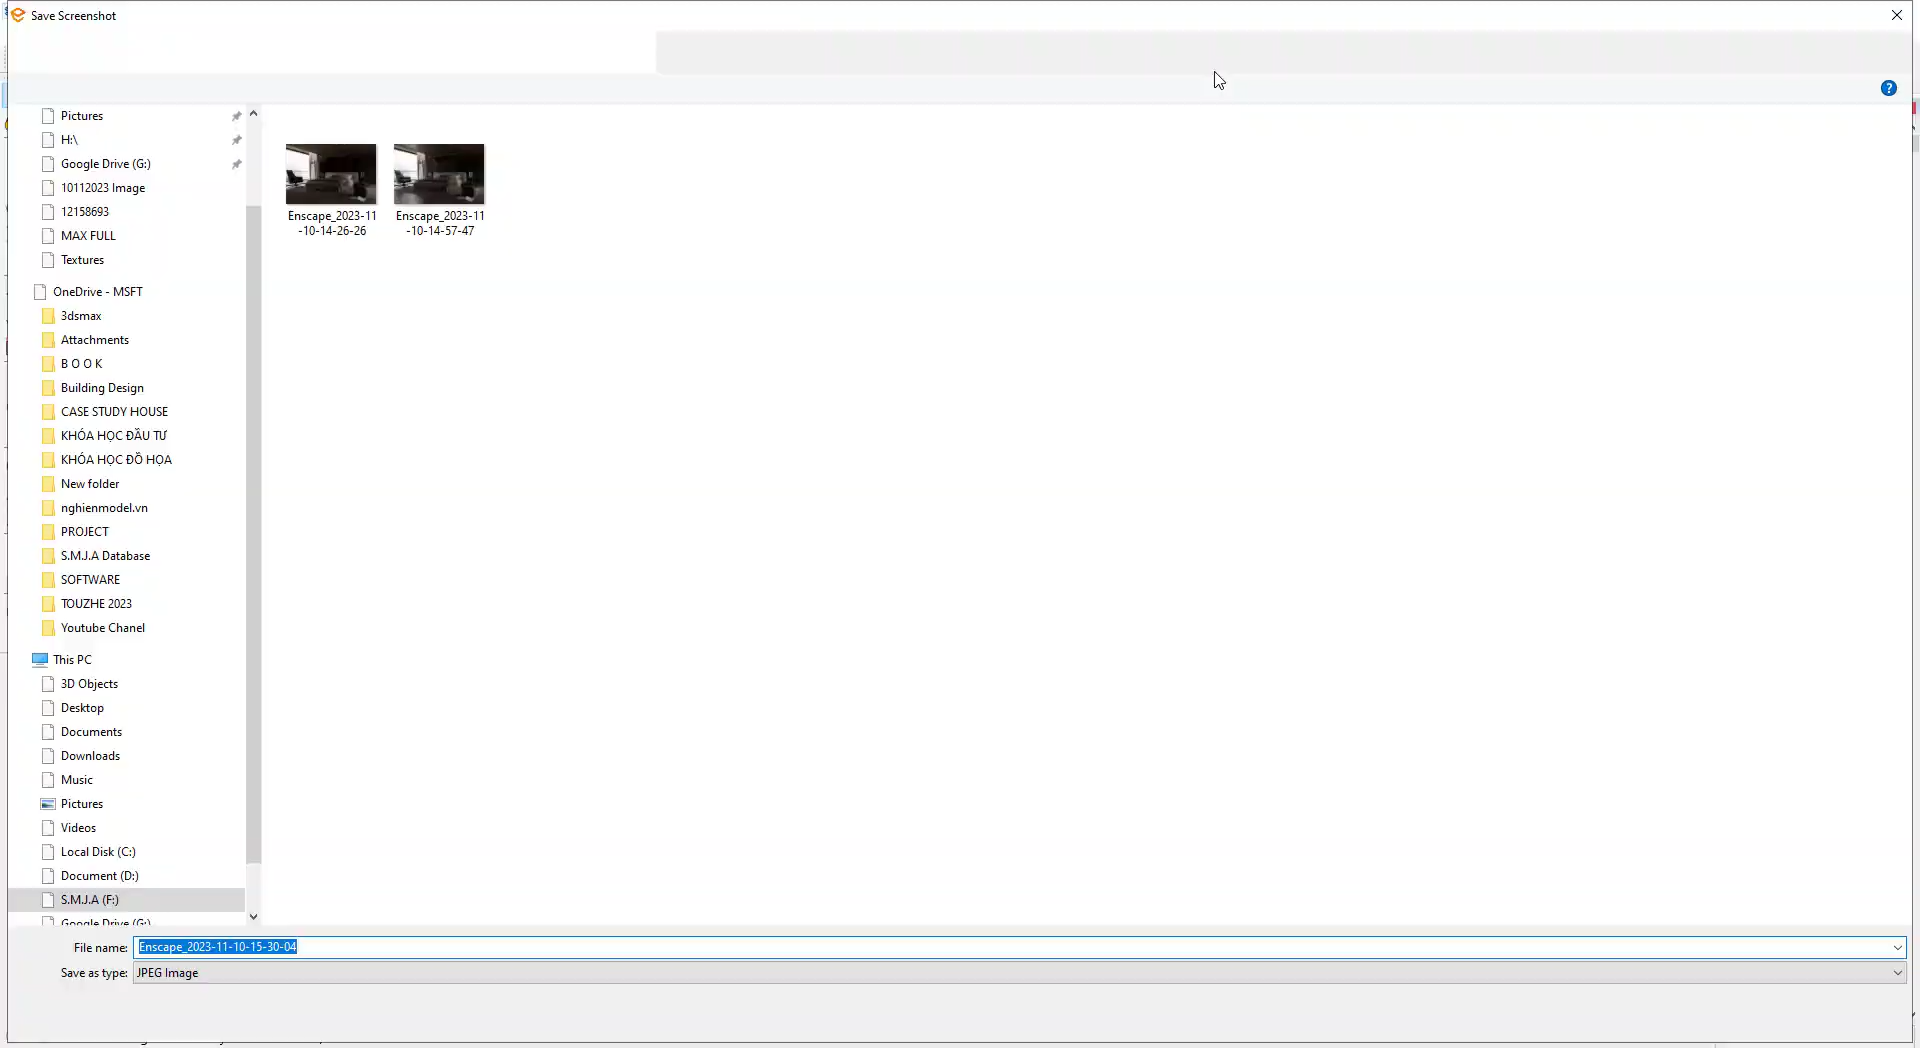 Save Screenshot
Pictures
H:\
Google Drive (G:)
10112023 Image
12158693
MAX FULL
Textures
OneDrive - MSFT
3dsmax
Attachments
B O O K
Building Design
CASE STUDY HOUSE
KHÓA HỌC ĐẦU TƯ
KHÓA HỌC ĐỒ HỌA
New folder
nghienmodel.vn
PROJECT
S.M.J.A Database
SOFTWARE
TOUZHE 2023
Youtube Chanel
This PC
3D Objects
Desktop
Documents
Downloads
Music
Pictures
Videos
Local Disk (C:)
Document (D:)
S.M.J.A (F:)
Google Drive (G:)
Enscape_2023-11
-10-14-26-26
Enscape_2023-11
-10-14-57-47
File name: Enscape_2023-11-10-15-30-04
Save as type: JPEG Image